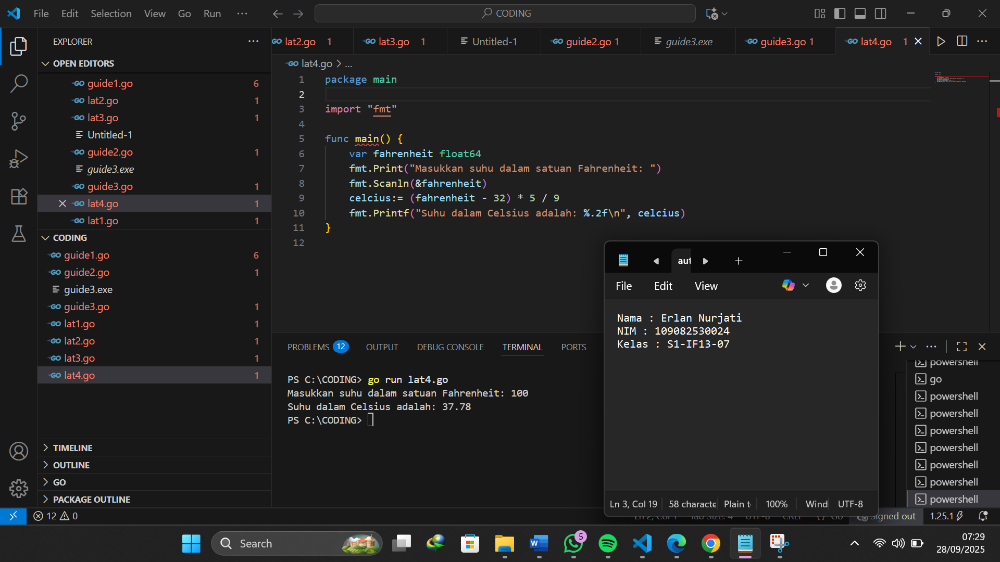 File Edit Selection View Go Run ···
CODING
EXPLORER
OPEN EDITORS
guide1.go 6
lat2.go 1
lat3.go 1
Untitled-1
guide2.go 1
guide3.exe
guide3.go 1
lat4.go 1
lat1.go 1
CODING
guide1.go 6
guide2.go 1
guide3.exe
guide3.go 1
lat1.go 1
lat2.go 1
lat3.go 1
lat4.go 1
TIMELINE
OUTLINE
GO
PACKAGE OUTLINE
lat2.go 1 lat3.go 1 Untitled-1 guide2.go 1 guide3.exe guide3.go 1 lat4.go 1
lat4.go > ...
1 package main
2
3 import "fmt"
4
5 func main() {
6 var fahrenheit float64
7 fmt.Print("Masukkan suhu dalam satuan Fahrenheit: ")
8 fmt.Scanln(&fahrenheit)
9 celcius:= (fahrenheit - 32) * 5 / 9
10 fmt.Printf("Suhu dalam Celsius adalah: %.2f\n", celcius)
11 }
12
PROBLEMS 12 OUTPUT DEBUG CONSOLE TERMINAL PORTS
PS C:\CODING> go run lat4.go
Masukkan suhu dalam satuan Fahrenheit: 100
Suhu dalam Celsius adalah: 37.78
PS C:\CODING>
powershell
go
powershell
powershell
powershell
powershell
powershell
powershell
powershell
aut
File Edit View
Nama : Erlan Nurjati
NIM : 109082530024
Kelas : S1-IF13-07
Ln 3, Col 19 58 characte Plain t 100% Wind UTF-8
12 0
Signed out 1.25.1
Search
5
07:29
28/09/2025